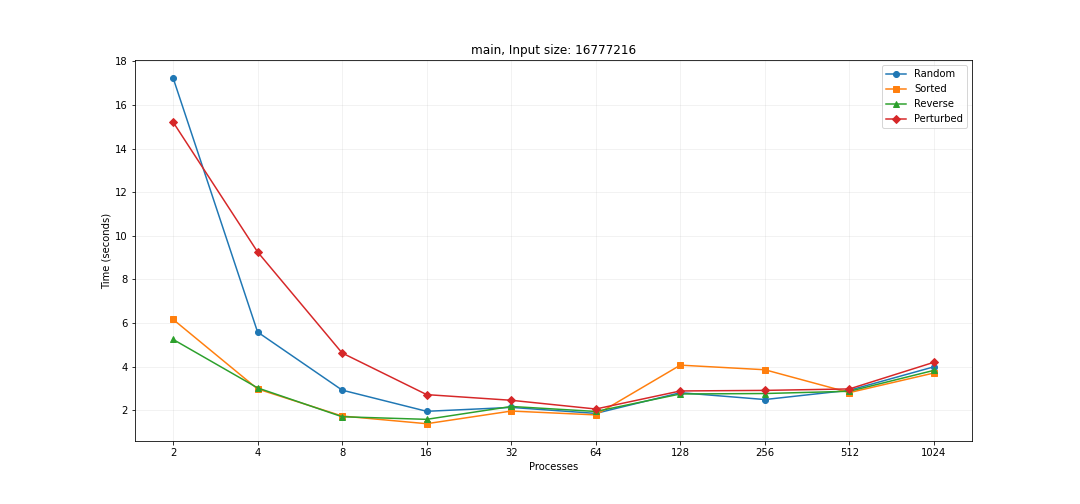 main, Input size: 16777216
Random
Sorted
Reverse
Perturbed
Time (seconds)
18
16
14
12
10
8
6
4
2
2 4 8 16 32 64 128 256 512 1024
Processes